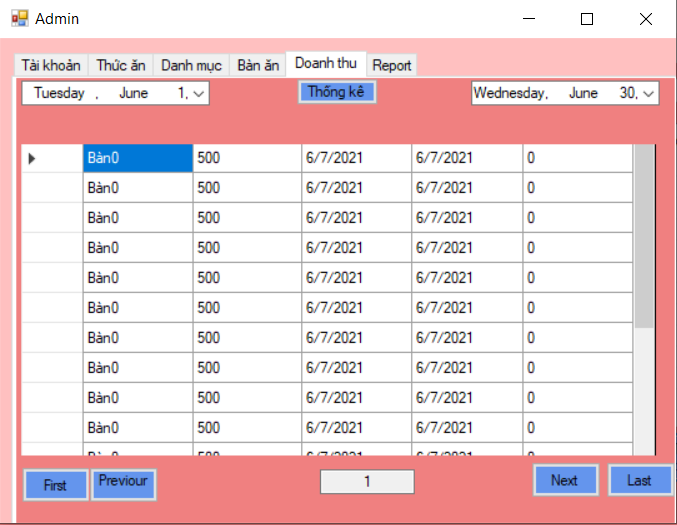 Admin
Tài khoản Thức ăn Danh mục Bàn ăn Doanh thu Report
Tuesday , June 1, Thống kê Wednesday, June 30,
Bàn0 500 6/7/2021 6/7/2021 0
Bàn0 500 6/7/2021 6/7/2021 0
Bàn0 500 6/7/2021 6/7/2021 0
Bàn0 500 6/7/2021 6/7/2021 0
Bàn0 500 6/7/2021 6/7/2021 0
Bàn0 500 6/7/2021 6/7/2021 0
Bàn0 500 6/7/2021 6/7/2021 0
Bàn0 500 6/7/2021 6/7/2021 0
Bàn0 500 6/7/2021 6/7/2021 0
Bàn0 500 6/7/2021 6/7/2021 0
First Previour 1 Next Last